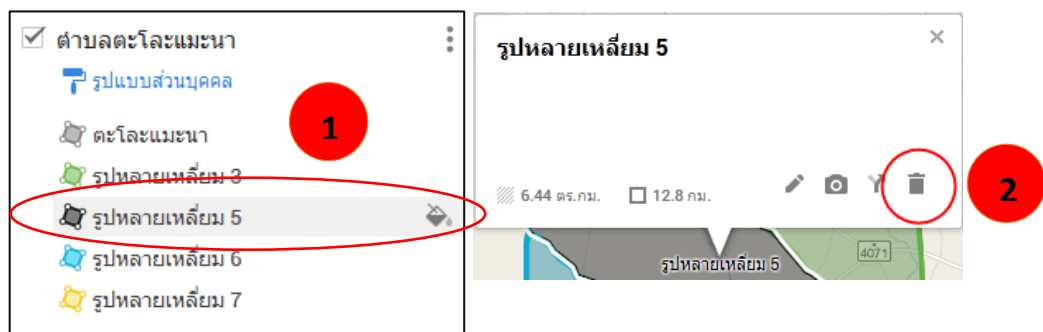 ตำบลตะโละแมะนา
รูปแบบส่วนบุคคล
ตะโละแมะนา
รูปหลายเหลี่ยม 3
รูปหลายเหลี่ยม 5
รูปหลายเหลี่ยม 6
รูปหลายเหลี่ยม 7
1
รูปหลายเหลี่ยม 5
6.44 ตร.กม. 12.8 กม.
2
รูปหลายเหลี่ยม 5
4071